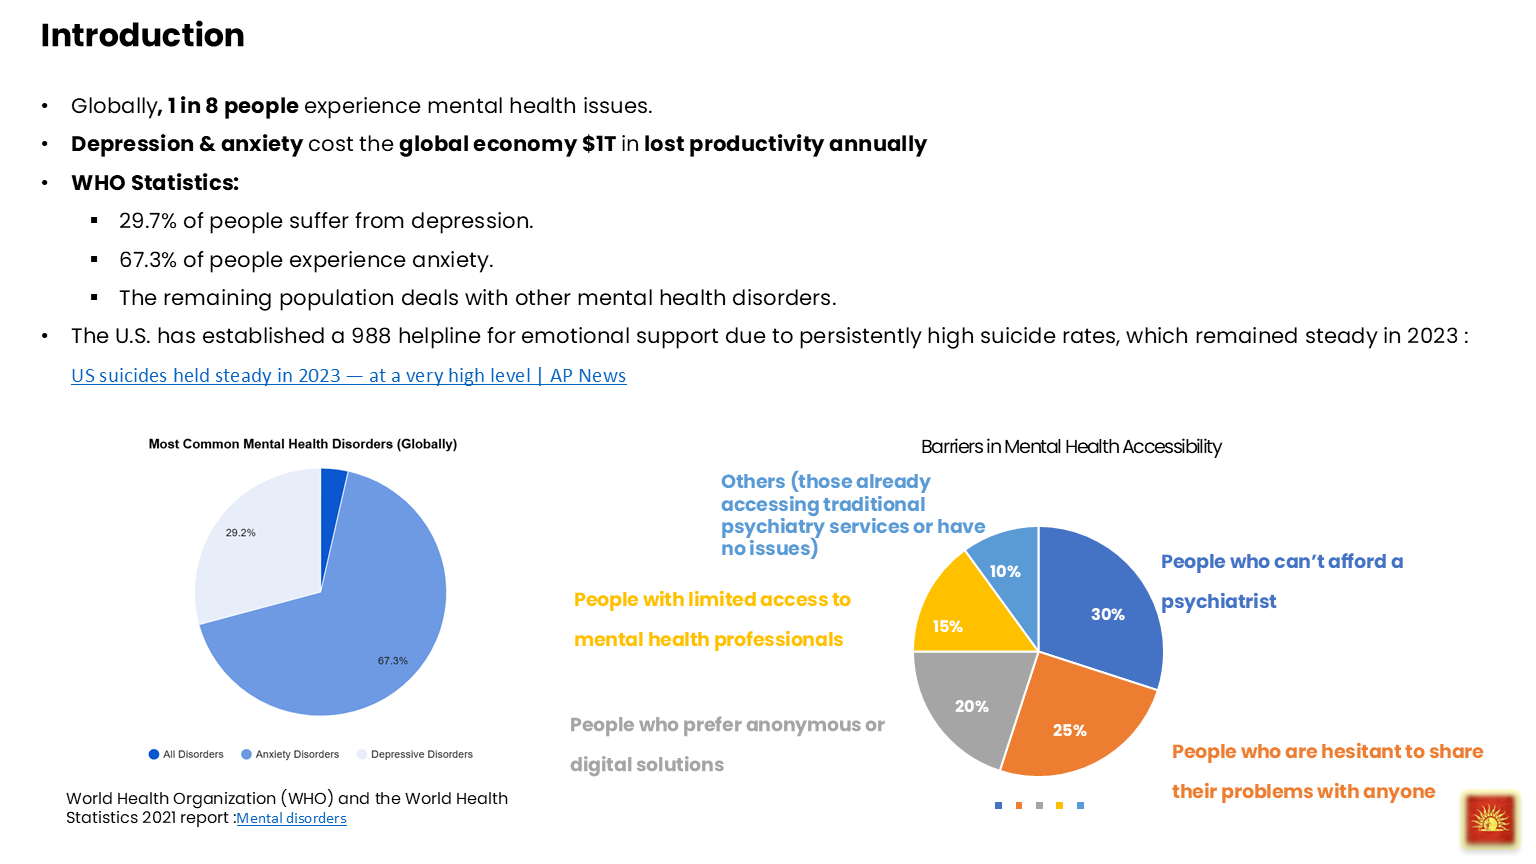 Introduction
• Globally, 1 in 8 people experience mental health issues.
• Depression & anxiety cost the global economy $1T in lost productivity annually
• WHO Statistics:
▪ 29.7% of people suffer from depression.
▪ 67.3% of people experience anxiety.
▪ The remaining population deals with other mental health disorders.
• The U.S. has established a 988 helpline for emotional support due to persistently high suicide rates, which remained steady in 2023 :
US suicides held steady in 2023 — at a very high level | AP News
Most Common Mental Health Disorders (Globally)
29.2%
67.3%
All Disorders Anxiety Disorders Depressive Disorders
World Health Organization (WHO) and the World Health
Statistics 2021 report :Mental disorders
Barriers in Mental Health Accessibility
Others (those already
accessing traditional
psychiatry services or have
no issues)
10%
People who can’t afford a
psychiatrist
30%
People with limited access to
mental health professionals
15%
People who prefer anonymous or
digital solutions
20%
25%
People who are hesitant to share
their problems with anyone